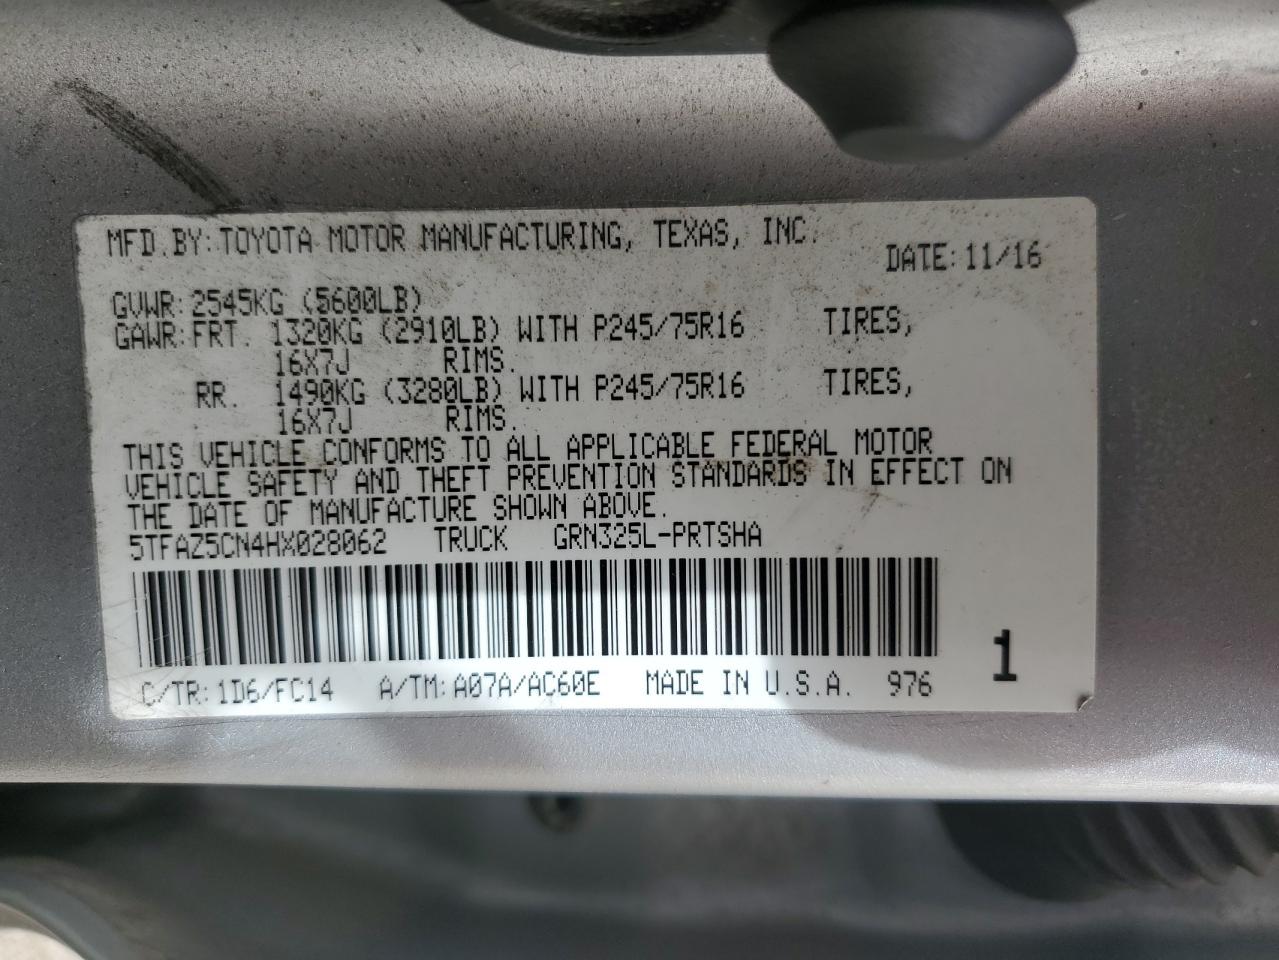 MFD.BY: TOYOTA MOTOR MANUFACTURING, TEXAS, INC.
DATE: 11/16
GVWR: 2545KG (5600LB)
GAWR: FRT. 1320KG (2910LB) WITH P245/75R16 TIRES,
16X7J RIMS.
RR. 1490KG (3280LB) WITH P245/75R16 TIRES,
16X7J RIMS.
THIS VEHICLE CONFORMS TO ALL APPLICABLE FEDERAL MOTOR
VEHICLE SAFETY AND THEFT PREVENTION STANDARDS IN EFFECT ON
THE DATE OF MANUFACTURE SHOWN ABOVE.
5TFAZ5CN4HX028062 TRUCK GRN325L-PRTSHA
C/TR: 1D6/FC14 A/TM: A07A/AC60E MADE IN U.S.A. 976
1